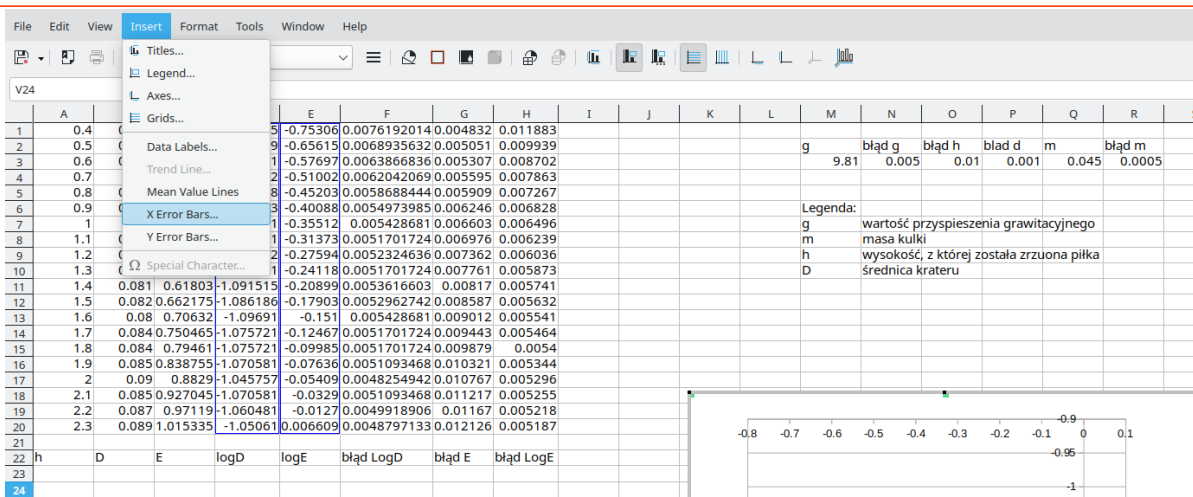 File Edit View Insert Format Tools Window Help
Titles...
Legend...
V24
Axes...
Grids...
A E F G H I J K L M N O P Q R S
1 0.4 0 5 -0.75306 0.0076192014 0.004832 0.011883
2 0.5 0 9 -0.65615 0.0068935632 0.005051 0.009939 g błąd g błąd h blad d m błąd m
Data Labels...
3 0.6 0 1 -0.57697 0.0063866836 0.005307 0.008702 9.81 0.005 0.01 0.001 0.045 0.0005
Trend Line...
4 0.7 2 -0.51002 0.0062042069 0.005595 0.007863
Mean Value Lines
5 0.8 0 8 -0.45203 0.0058688444 0.005909 0.007267
6 0.9 0 3 -0.40088 0.0054973985 0.006246 0.006828 Legenda:
X Error Bars...
7 1 1 -0.35512 0.005428681 0.006603 0.006496 g wartość przyspieszenia grawitacyjnego
Y Error Bars...
8 1.1 0 1 -0.31373 0.0051701724 0.006976 0.006239 m masa kulki
9 1.2 0 2 -0.27594 0.0052324636 0.007362 0.006036 h wysokość, z której została zrzuona piłka
Ω Special Character...
10 1.3 0 1 -0.24118 0.0051701724 0.007761 0.005873 D średnica krateru
11 1.4 0.081 0.61803 -1.091515 -0.20899 0.0053616603 0.00817 0.005741
12 1.5 0.082 0.662175 -1.086186 -0.17903 0.0052962742 0.008587 0.005632
13 1.6 0.08 0.70632 -1.09691 -0.151 0.005428681 0.009012 0.005541
14 1.7 0.084 0.750465 -1.075721 -0.12467 0.0051701724 0.009443 0.005464
15 1.8 0.084 0.79461 -1.075721 -0.09985 0.0051701724 0.009879 0.0054
16 1.9 0.085 0.838755 -1.070581 -0.07636 0.0051093468 0.010321 0.005344
17 2 0.09 0.8829 -1.045757 -0.05409 0.0048254942 0.010767 0.005296
18 2.1 0.085 0.927045 -1.070581 -0.0329 0.0051093468 0.011217 0.005255
19 2.2 0.087 0.97119 -1.060481 -0.0127 0.0049918906 0.01167 0.005218
20 2.3 0.089 1.015335 -1.05061 0.006609 0.0048797133 0.012126 0.005187
-0.9
-0.8 -0.7 -0.6 -0.5 -0.4 -0.3 -0.2 -0.1 0 0.1
21
22 h D E logD logE błąd LogD błąd E błąd LogE
-0.95
23
24
-1